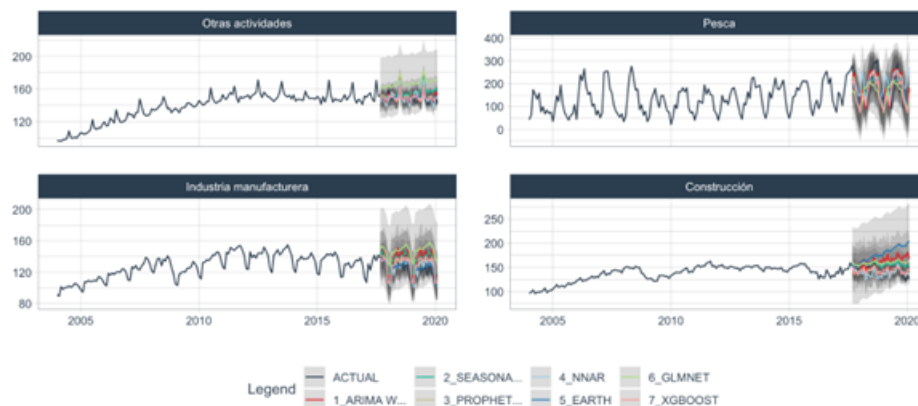 Otras actividades
200
160
120
Pesca
400
300
200
100
0
Industria manufacturera
200
160
120
80
2005 2010 2015 2020
Construcción
250
200
150
100
2005 2010 2015 2020
Legend
ACTUAL 2_SEASONA... 4_NNAR 6_GLMNET
1_ARIMA W... 3_PROPHET... 5_EARTH 7_XGBOOST